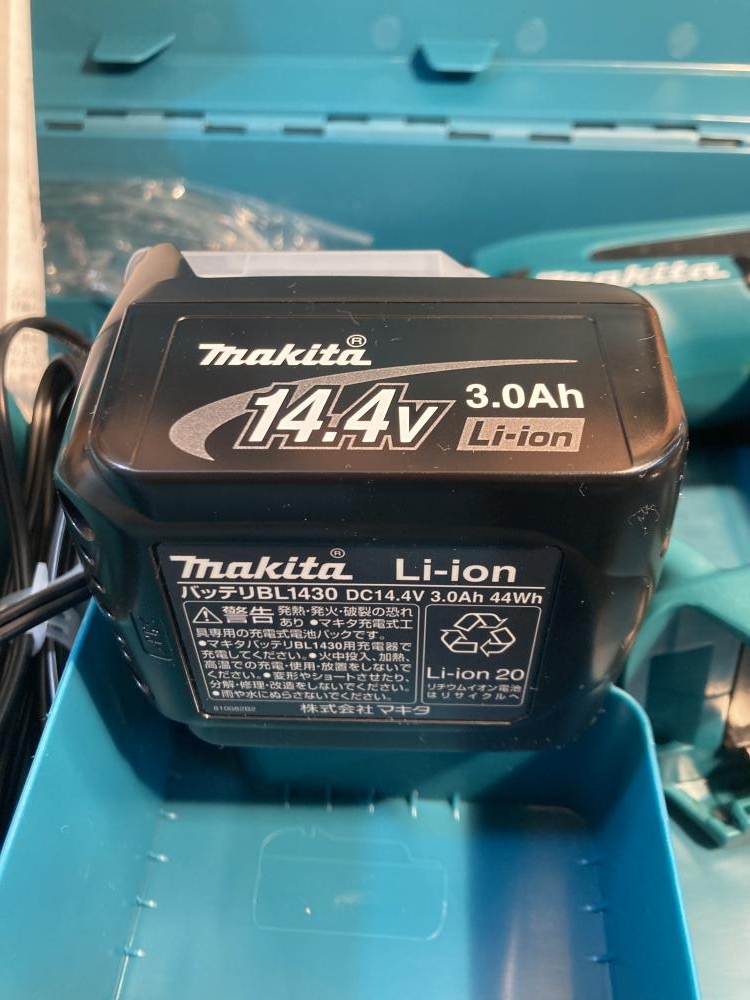 makita
makita®
14.4V
3.0Ah
Li-ion
makita® Li-ion
バッテリBL1430 DC14.4V 3.0Ah 44Wh
警告 発熱・発火・破裂の恐れ
あり ●マキタ充電式工
具専用の充電式電池パックです。
●マキタバッテリBL1430用充電器で
充電してください。●火中投入、加熱、
高温での充電・使用・放置をしないで
ください。●変形やショートさせたり、
分解・修理・改造をしないでください。
●雨や水にぬらさないでください。
Li-ion 20
リチウムイオン電池
はリサイクルへ
810082B2
株式会社 マキタ